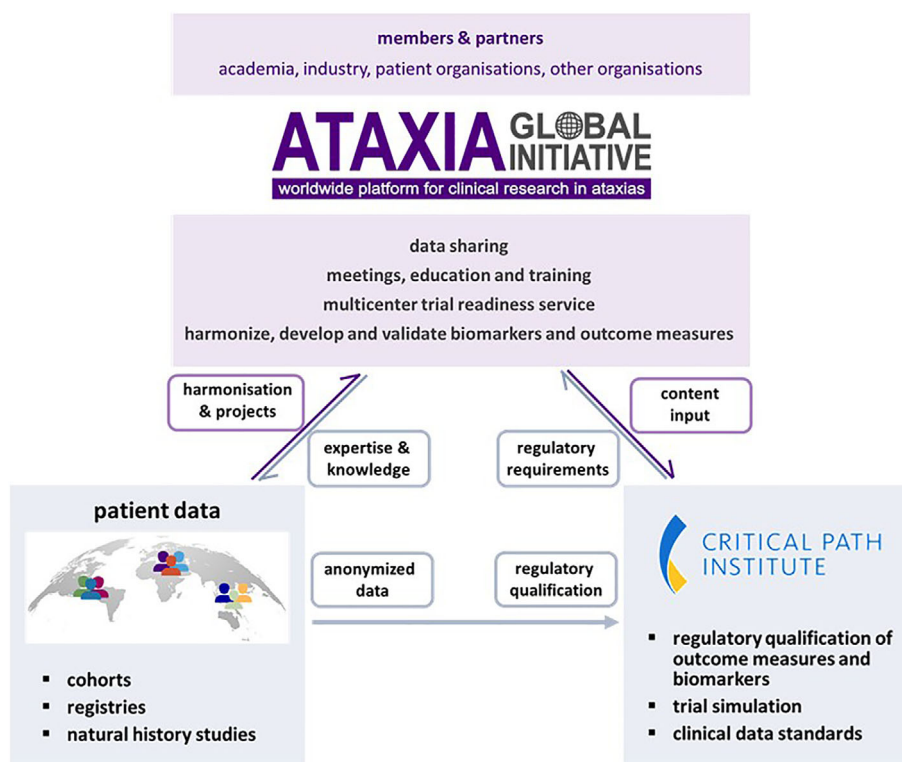 members & partners
academia, industry, patient organisations, other organisations
ATAXIA GLOBAL INITIATIVE
worldwide platform for clinical research in ataxias
data sharing
meetings, education and training
multicenter trial readiness service
harmonize, develop and validate biomarkers and outcome measures
harmonisation
& projects
content
input
expertise &
knowledge
regulatory
requirements
patient data
anonymized
data
regulatory
qualification
CRITICAL PATH
INSTITUTE
▪ cohorts
▪ registries
▪ natural history studies
▪ regulatory qualification of
outcome measures and
biomarkers
▪ trial simulation
▪ clinical data standards